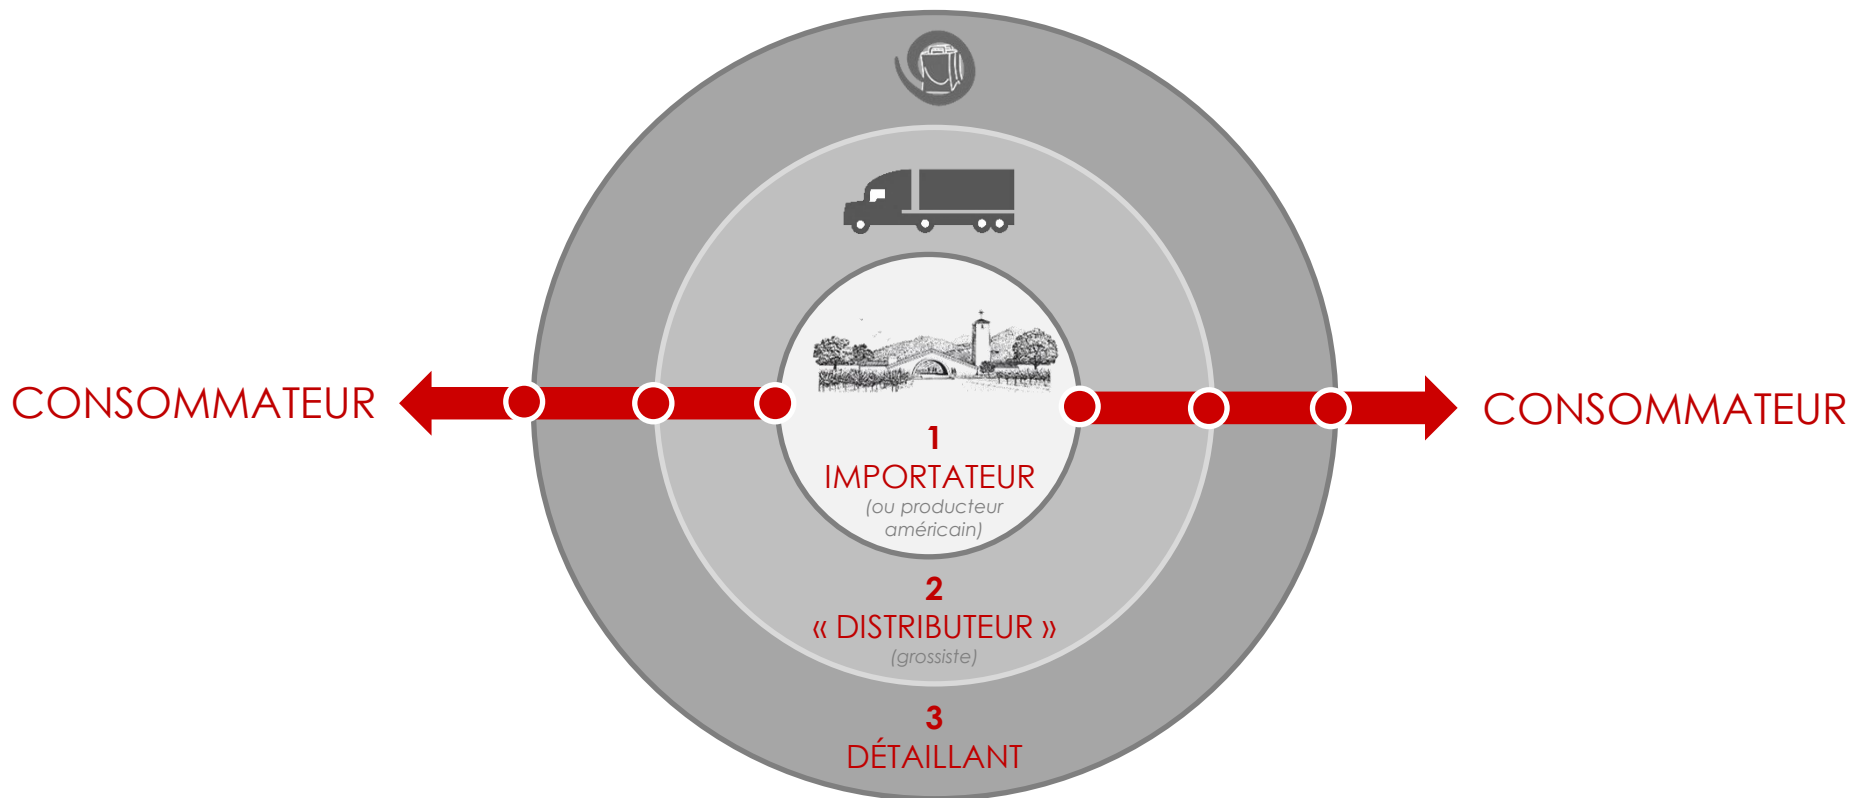 CONSOMMATEUR
CONSOMMATEUR
1
IMPORTATEUR
(ou producteur
américain)
2
« DISTRIBUTEUR »
(grossiste)
3
DÉTAILLANT